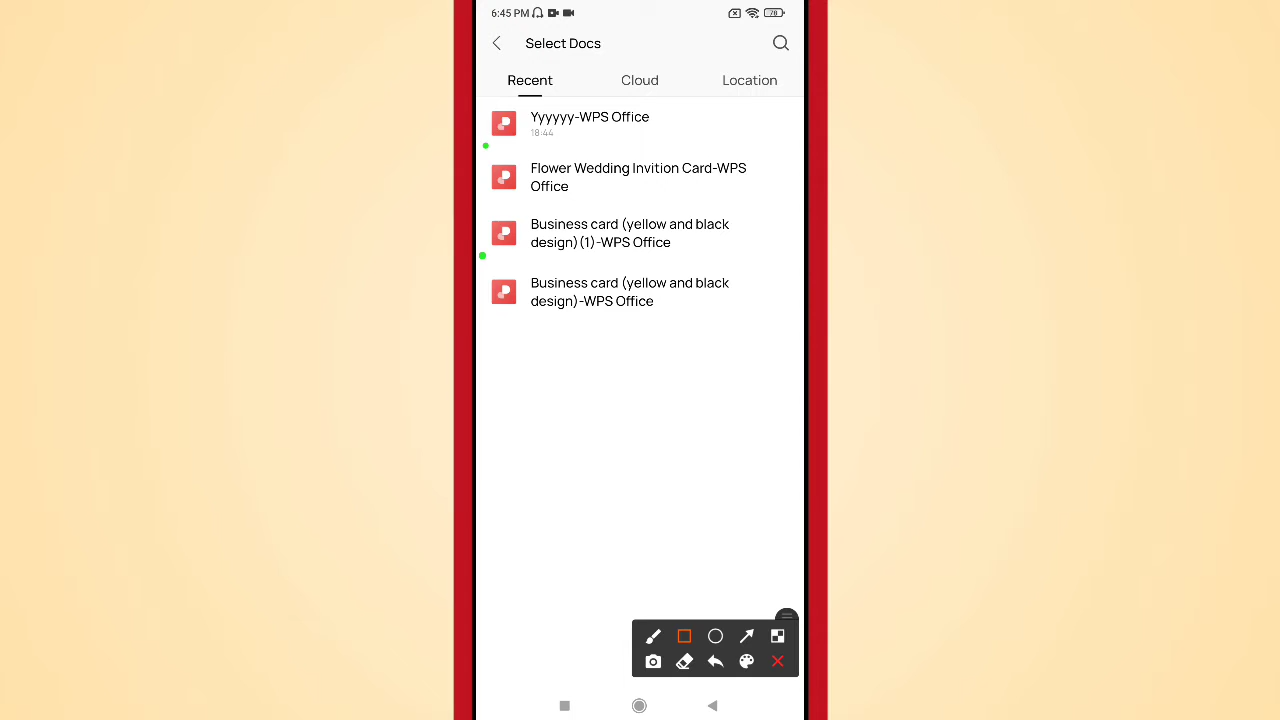 6:45 PM
78
Select Docs
Recent Cloud Location
Yyyyyy-WPS Office
18:44
Flower Wedding Invition Card-WPS
Office
Business card (yellow and black
design)(1)-WPS Office
Business card (yellow and black
design)-WPS Office